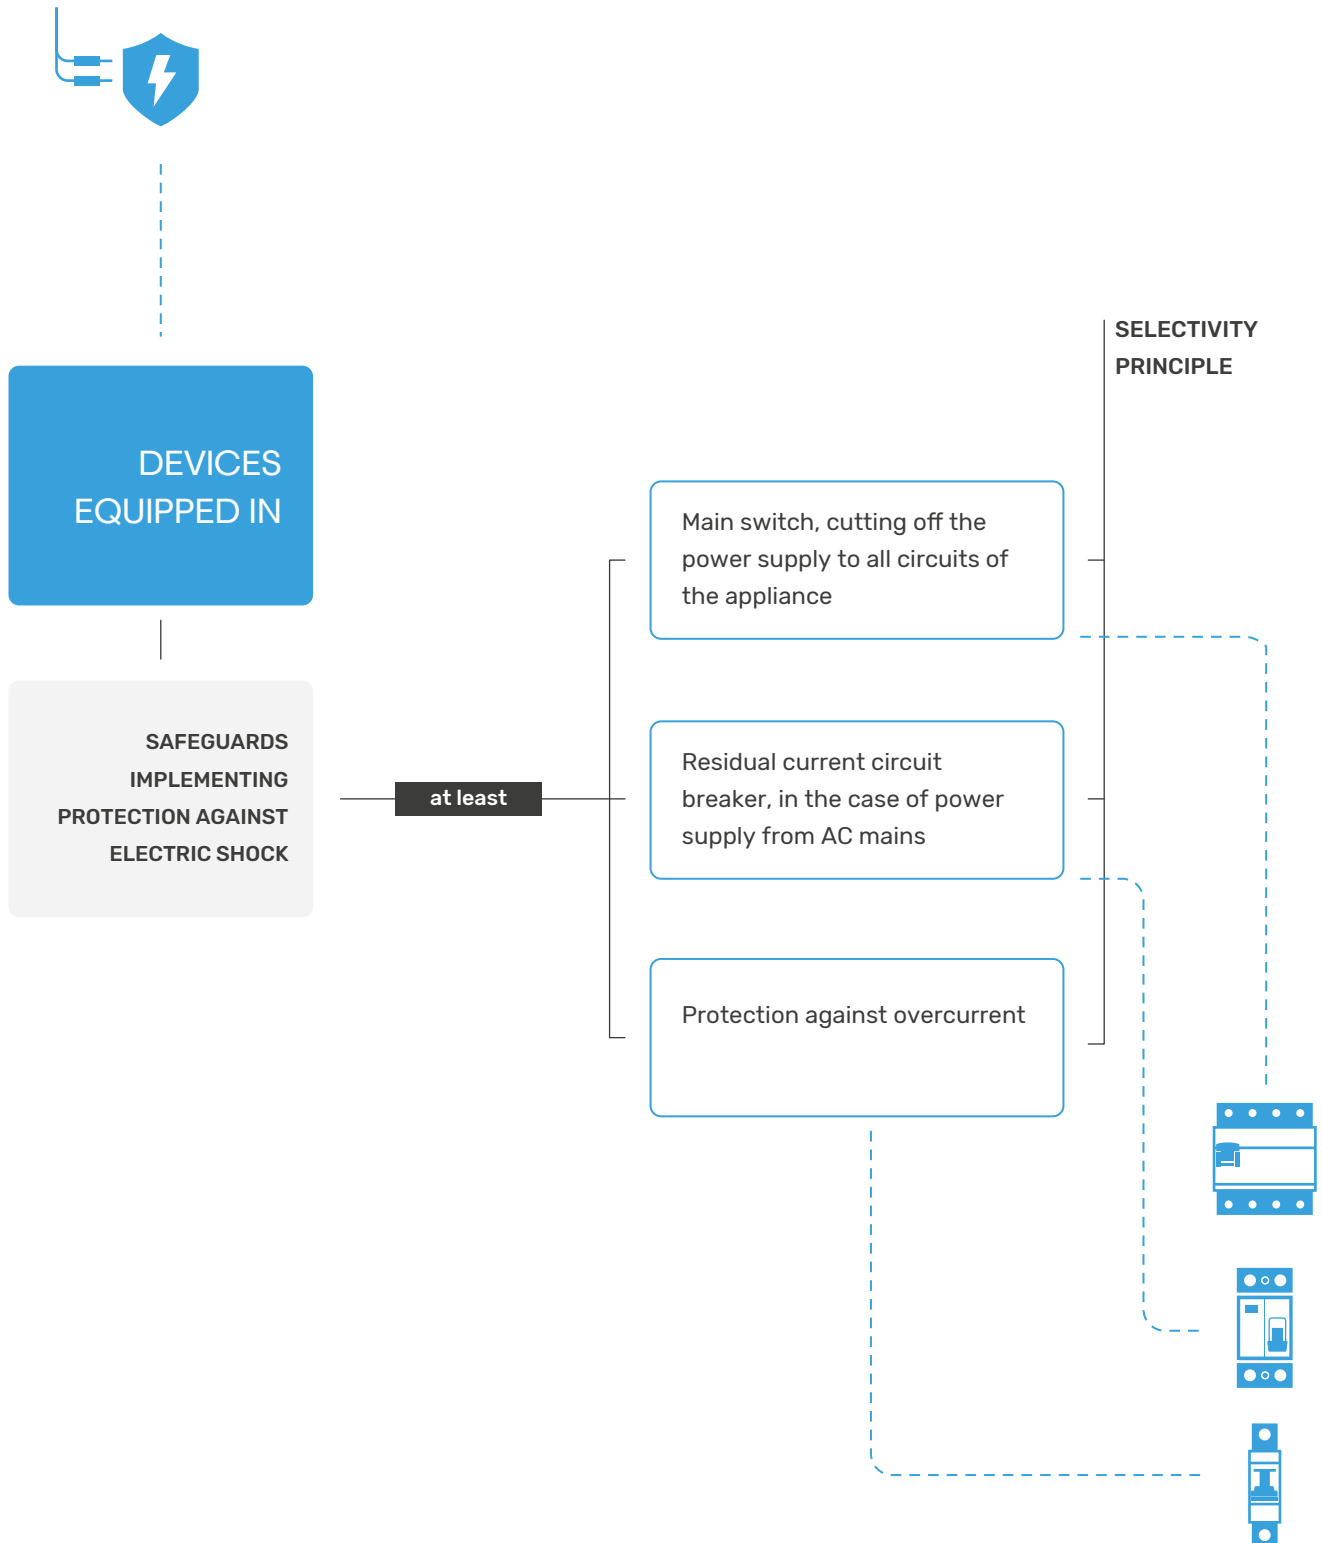 DEVICES
EQUIPPED IN
SAFEGUARDS
IMPLEMENTING
PROTECTION AGAINST
ELECTRIC SHOCK
at least
Main switch, cutting off the
power supply to all circuits of
the appliance
Residual current circuit
breaker, in the case of power
supply from AC mains
Protection against overcurrent
SELECTIVITY
PRINCIPLE